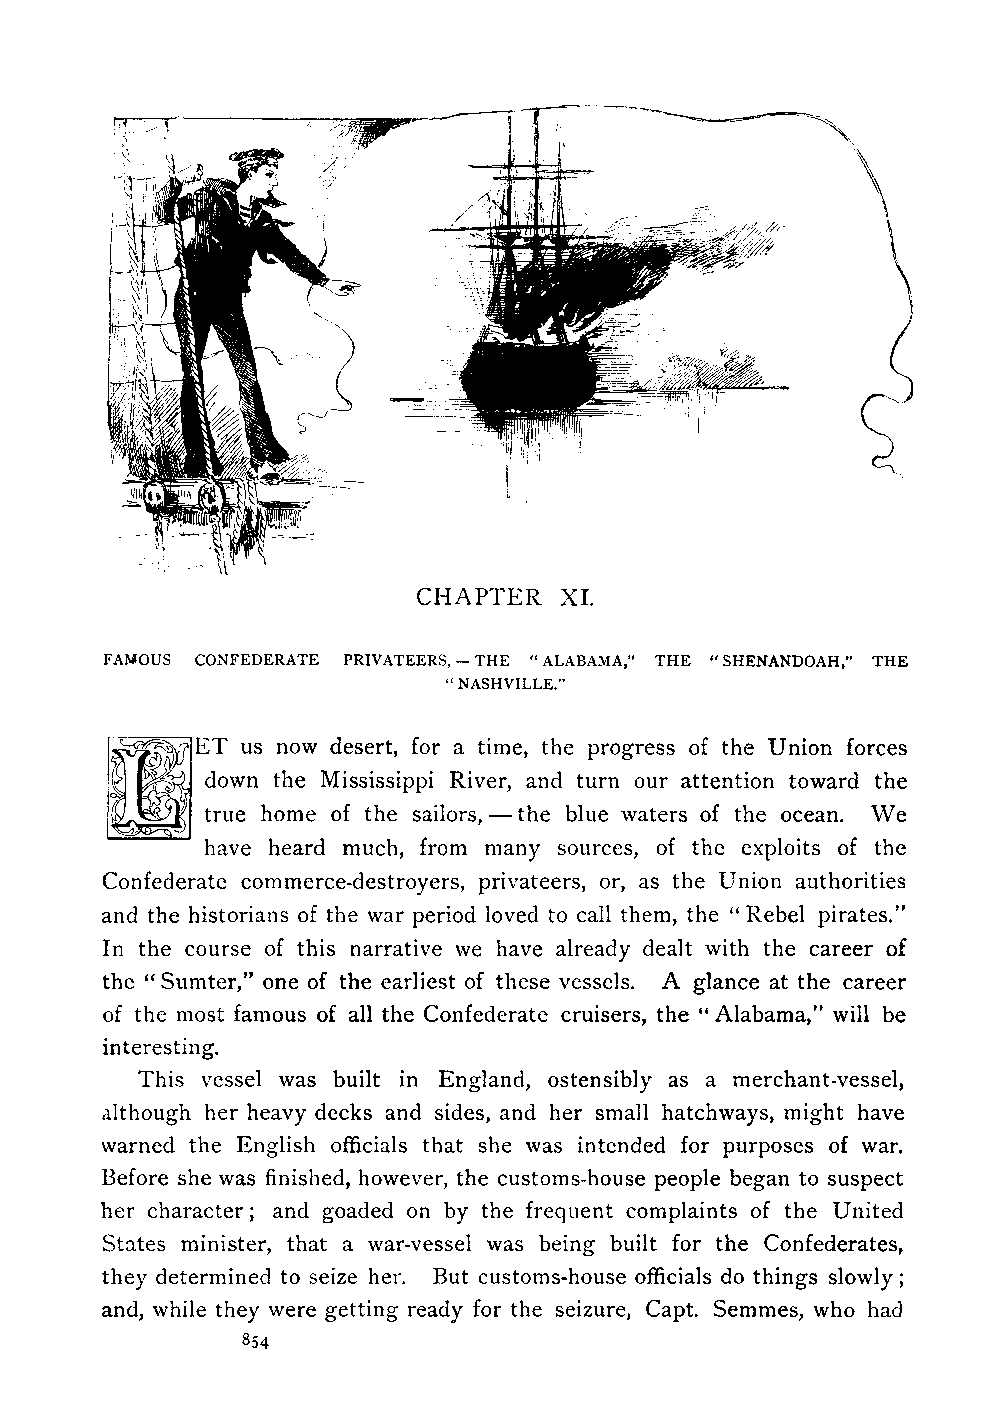 CHAPTER XI.
FAMOUS CONFEDERATE PRIVATEERS, — THE "ALABAMA," THE "SHENANDOAH," THE
"NASHVILLE."
LET us now desert, for a time, the progress of the Union forces
down the Mississippi River, and turn our attention toward the
true home of the sailors, — the blue waters of the ocean. We
have heard much, from many sources, of the exploits of the
Confederate commerce-destroyers, privateers, or, as the Union authorities
and the historians of the war period loved to call them, the "Rebel pirates."
In the course of this narrative we have already dealt with the career of
the "Sumter," one of the earliest of these vessels. A glance at the career
of the most famous of all the Confederate cruisers, the "Alabama," will be
interesting.
This vessel was built in England, ostensibly as a merchant-vessel,
although her heavy decks and sides, and her small hatchways, might have
warned the English officials that she was intended for purposes of war.
Before she was finished, however, the customs-house people began to suspect
her character; and goaded on by the frequent complaints of the United
States minister, that a war-vessel was being built for the Confederates,
they determined to seize her. But customs-house officials do things slowly;
and, while they were getting ready for the seizure, Capt. Semmes, who had
854